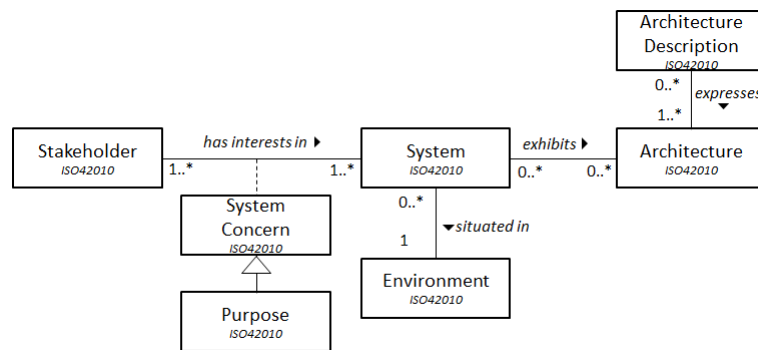 Architecture
Description
ISO42010
0..*
expresses
1..*
Stakeholder
ISO42010
has interests in
1..*
1..*
System
ISO42010
exhibits
0..*
0..*
Architecture
ISO42010
System
Concern
ISO42010
0..*
situated in
1
Environment
ISO42010
Purpose
ISO42010